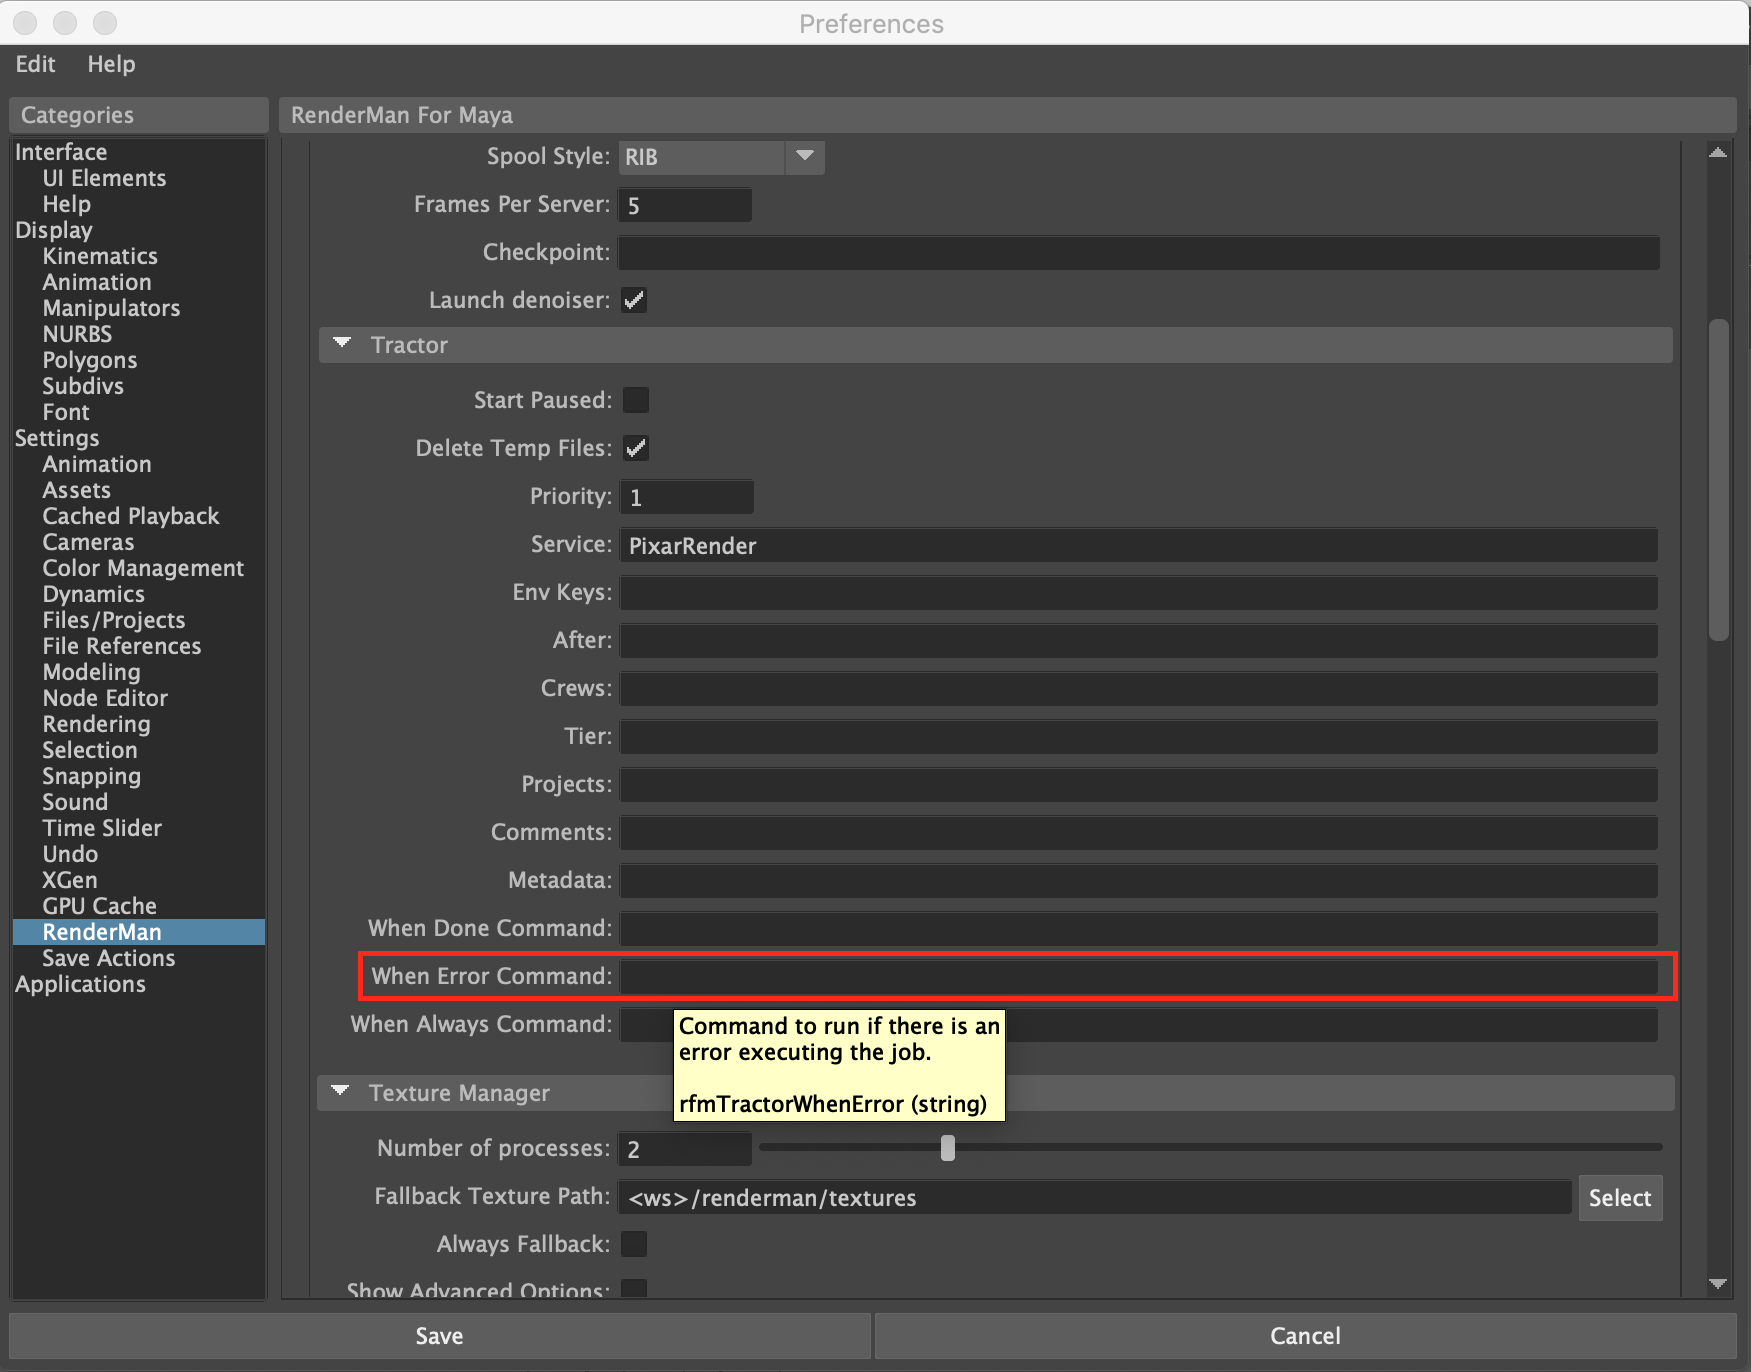 Preferences
Edit Help
Categories
Interface
UI Elements
Help
Display
Kinematics
Animation
Manipulators
NURBS
Polygons
Subdivs
Font
Settings
Animation
Assets
Cached Playback
Cameras
Color Management
Dynamics
Files/Projects
File References
Modeling
Node Editor
Rendering
Selection
Snapping
Sound
Time Slider
Undo
XGen
GPU Cache
RenderMan
Save Actions
Applications
RenderMan For Maya
Spool Style: RIB
Frames Per Server: 5
Checkpoint:
Launch denoiser:
Tractor
Start Paused:
Delete Temp Files:
Priority: 1
Service: PixarRender
Env Keys:
After:
Crews:
Tier:
Projects:
Comments:
Metadata:
When Done Command:
When Error Command:
When Always Command:
Command to run if there is an
error executing the job.
rfmTractorWhenError (string)
Texture Manager
Number of processes: 2
Fallback Texture Path: <ws>/renderman/textures Select
Always Fallback:
Show Advanced Options:
Save Cancel